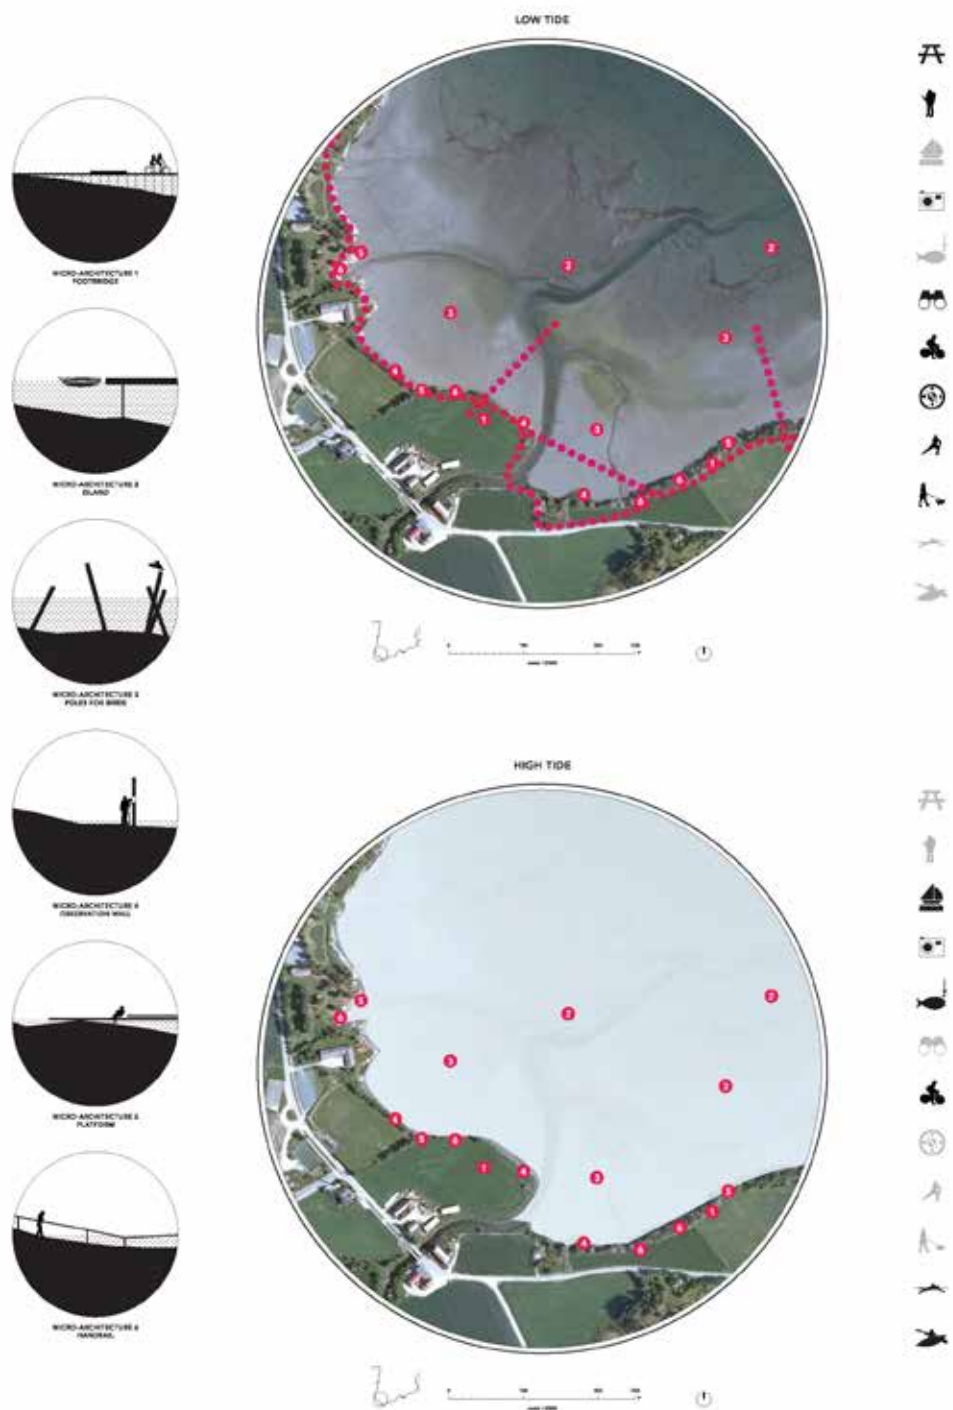 LOW TIDE
MICRO-ARCHITECTURE 1
FOOTBRIDGE
MICRO-ARCHITECTURE 2
ISLAND
MICRO-ARCHITECTURE 3
POLES FOR BIRDS
MICRO-ARCHITECTURE 4
OBSERVATION WALL
MICRO-ARCHITECTURE 5
PLATFORM
MICRO-ARCHITECTURE 6
HANDRAIL
HIGH TIDE